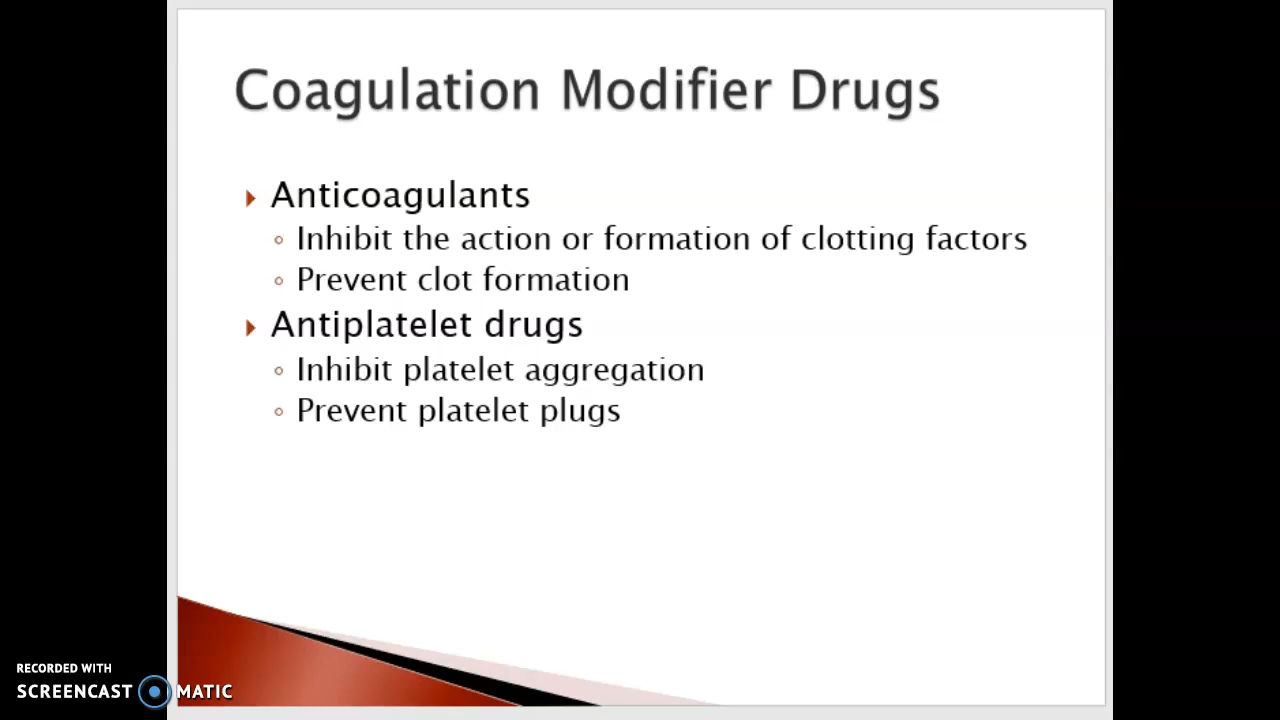 Coagulation Modifier Drugs
Anticoagulants
Inhibit the action or formation of clotting factors
Prevent clot formation
Antiplatelet drugs
Inhibit platelet aggregation
Prevent platelet plugs
RECORDED WITH
SCREENCAST MATIC